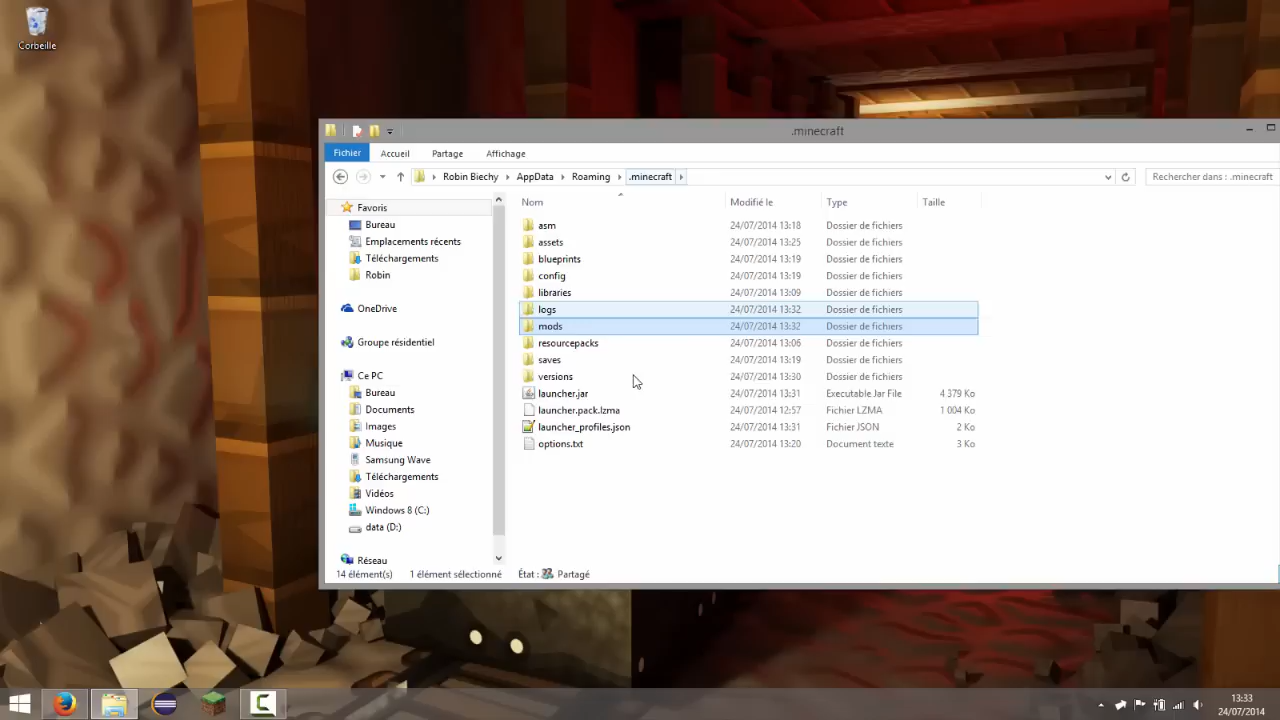 Corbeille
.minecraft
Fichier Accueil Partage Affichage
Robin Biechy AppData Roaming .minecraft Rechercher dans : .minecraft
Nom Modifié le Type Taille
Favoris
Bureau
Emplacements récents
Téléchargements
Robin
OneDrive
Groupe résidentiel
Ce PC
Bureau
Documents
Images
Musique
Samsung Wave
Téléchargements
Vidéos
Windows 8 (C:)
data (D:)
Réseau
asm 24/07/2014 13:18 Dossier de fichiers
assets 24/07/2014 13:25 Dossier de fichiers
blueprints 24/07/2014 13:19 Dossier de fichiers
config 24/07/2014 13:19 Dossier de fichiers
libraries 24/07/2014 13:09 Dossier de fichiers
logs 24/07/2014 13:32 Dossier de fichiers
mods 24/07/2014 13:32 Dossier de fichiers
resourcepacks 24/07/2014 13:06 Dossier de fichiers
saves 24/07/2014 13:19 Dossier de fichiers
versions 24/07/2014 13:30 Dossier de fichiers
launcher.jar 24/07/2014 13:31 Executable Jar File 4 379 Ko
launcher.pack.lzma 24/07/2014 12:57 Fichier LZMA 1 004 Ko
launcher_profiles.json 24/07/2014 13:31 Fichier JSON 2 Ko
options.txt 24/07/2014 13:20 Document texte 3 Ko
14 élément(s) 1 élément sélectionné État : Partagé
13:33
24/07/2014